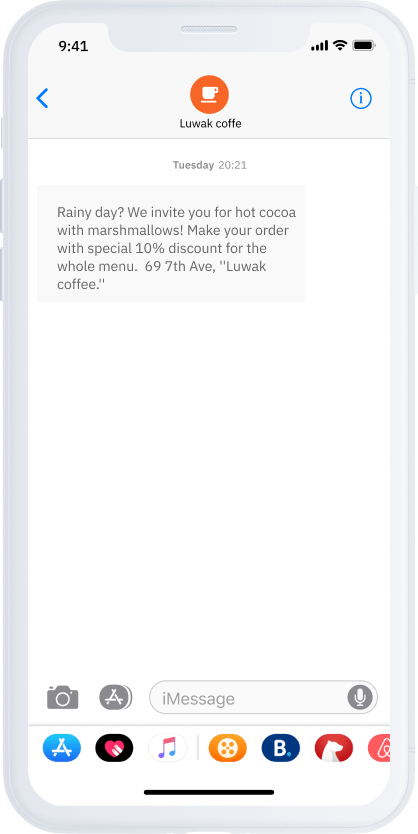 9:41
Luwak coffe
Tuesday 20:21
Rainy day? We invite you for hot cocoa
with marshmallows! Make your order
with special 10% discount for the
whole menu.  69 7th Ave, "Luwak
coffee."
iMessage
B.